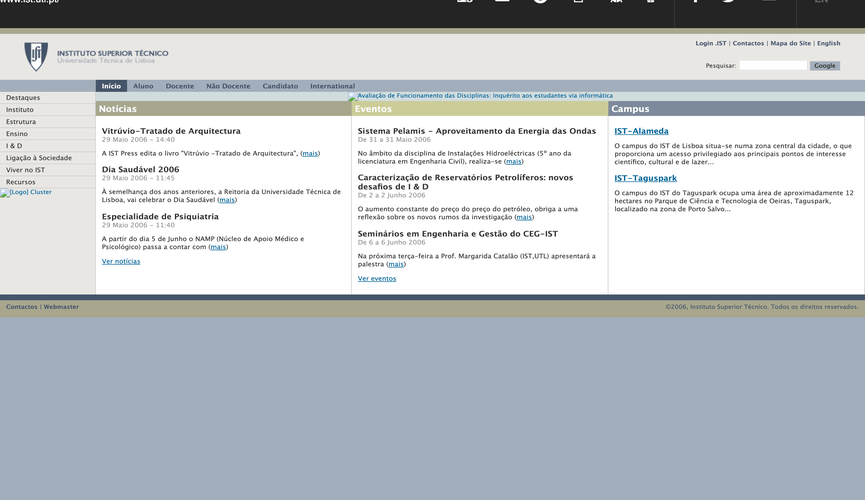 www.ist.utl.pt/
EN
Login .IST | Contactos | Mapa do Site | English
INSTITUTO SUPERIOR TÉCNICO
Universidade Técnica de Lisboa
Pesquisar:
Google
Início Aluno Docente Não Docente Candidato International
Destaques
Instituto
Estrutura
Ensino
I & D
Ligação à Sociedade
Viver no IST
Recursos
[Logo] Cluster
Avaliação de Funcionamento das Disciplinas: Inquérito aos estudantes via informática
Notícias
Vitrúvio-Tratado de Arquitectura
29 Maio 2006 - 14:40
A IST Press edita o livro "Vitrúvio -Tratado de Arquitectura", (mais)
Dia Saudável 2006
29 Maio 2006 - 11:45
À semelhança dos anos anteriores, a Reitoria da Universidade Técnica de
Lisboa, vai celebrar o Dia Saudável (mais)
Especialidade de Psiquiatria
29 Maio 2006 - 11:40
A partir do dia 5 de Junho o NAMP (Núcleo de Apoio Médico e
Psicológico) passa a contar com (mais)
Ver notícias
Eventos
Sistema Pelamis - Aproveitamento da Energia das Ondas
De 31 a 31 Maio 2006
No âmbito da disciplina de Instalações Hidroeléctricas (5º ano da
licenciatura em Engenharia Civil), realiza-se (mais)
Caracterização de Reservatórios Petrolíferos: novos
desafios de I & D
De 2 a 2 Junho 2006
O aumento constante do preço do preço do petróleo, obriga a uma
reflexão sobre os novos rumos da investigação (mais)
Seminários em Engenharia e Gestão do CEG-IST
De 6 a 6 Junho 2006
Na próxima terça-feira a Prof. Margarida Catalão (IST,UTL) apresentará a
palestra (mais)
Ver eventos
Campus
IST-Alameda
O campus do IST de Lisboa situa-se numa zona central da cidade, o que
proporciona um acesso privilegiado aos principais pontos de interesse
científico, cultural e de lazer...
IST-Taguspark
O campus do IST do Taguspark ocupa uma área de aproximadamente 12
hectares no Parque de Ciência e Tecnologia de Oeiras, Taguspark,
localizado na zona de Porto Salvo...
Contactos | Webmaster
©2006, Instituto Superior Técnico. Todos os direitos reservados.